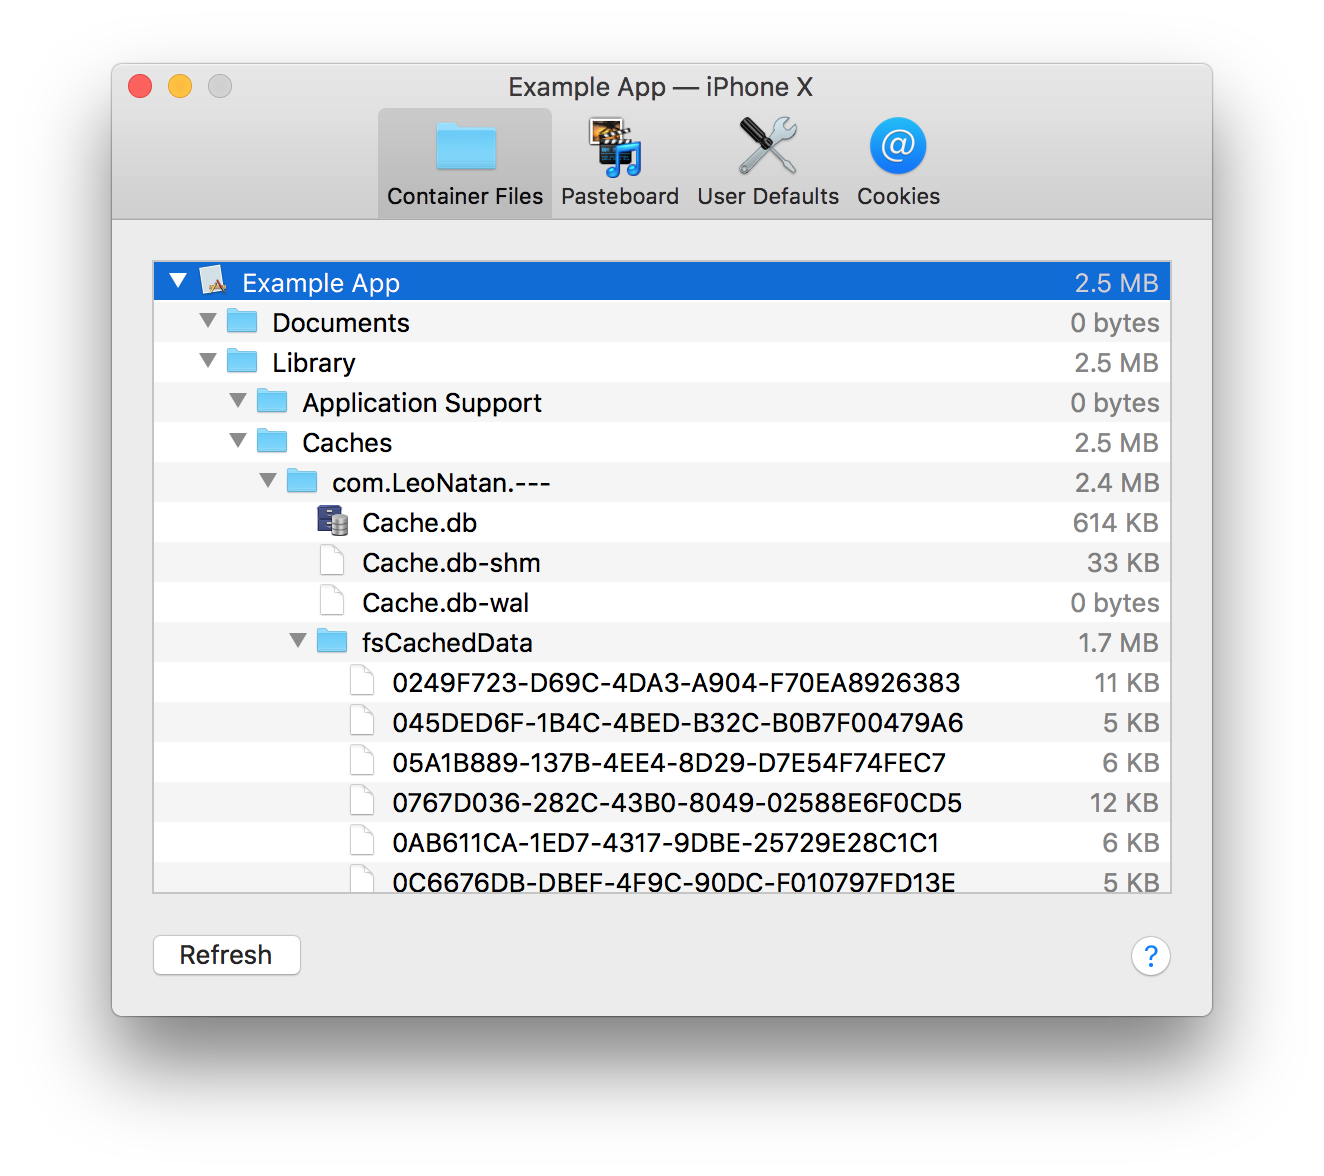 Example App — iPhone X
Container Files Pasteboard User Defaults @ Cookies
Example App 2.5 MB
Documents 0 bytes
Library 2.5 MB
Application Support 0 bytes
Caches 2.5 MB
com.LeoNatan.--- 2.4 MB
Cache.db 614 KB
Cache.db-shm 33 KB
Cache.db-wal 0 bytes
fsCachedData 1.7 MB
0249F723-D69C-4DA3-A904-F70EA8926383 11 KB
045DED6F-1B4C-4BED-B32C-B0B7F00479A6 5 KB
05A1B889-137B-4EE4-8D29-D7E54F74FEC7 6 KB
0767D036-282C-43B0-8049-02588E6F0CD5 12 KB
0AB611CA-1ED7-4317-9DBE-25729E28C1C1 6 KB
0C6676DB-DBEF-4F9C-90DC-F010797FD13E 5 KB
Refresh ?